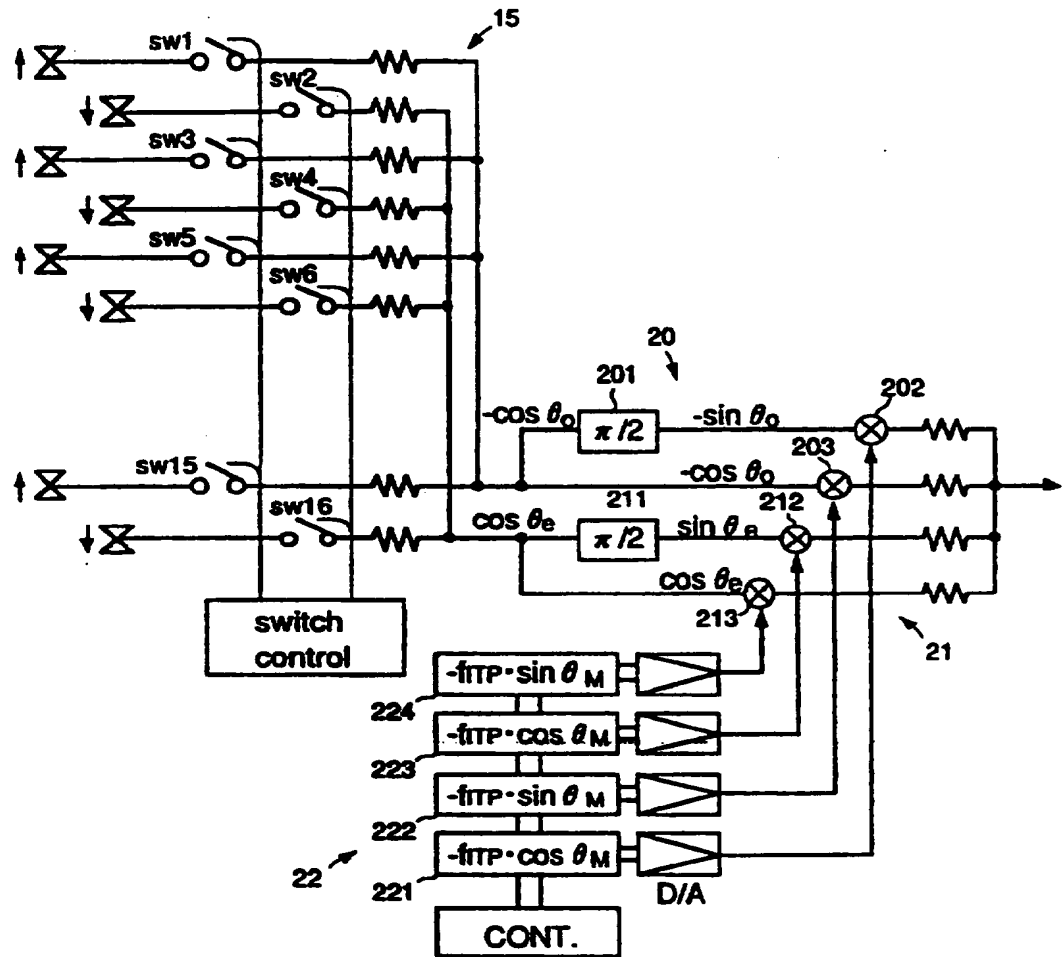 15
sw1
sw2
sw3
sw4
sw5
sw6
20
201
202
-cos θo
π/2
-sin θo
203
sw15
-cos θo
211
212
sw16
cos θe
π/2
sin θe
cos θe
213
switch
control
21
-fITP·sin θM
224
-fITP·cos θM
223
-fITP·sin θM
222
-fITP·cos θM
22
221
D/A
CONT.